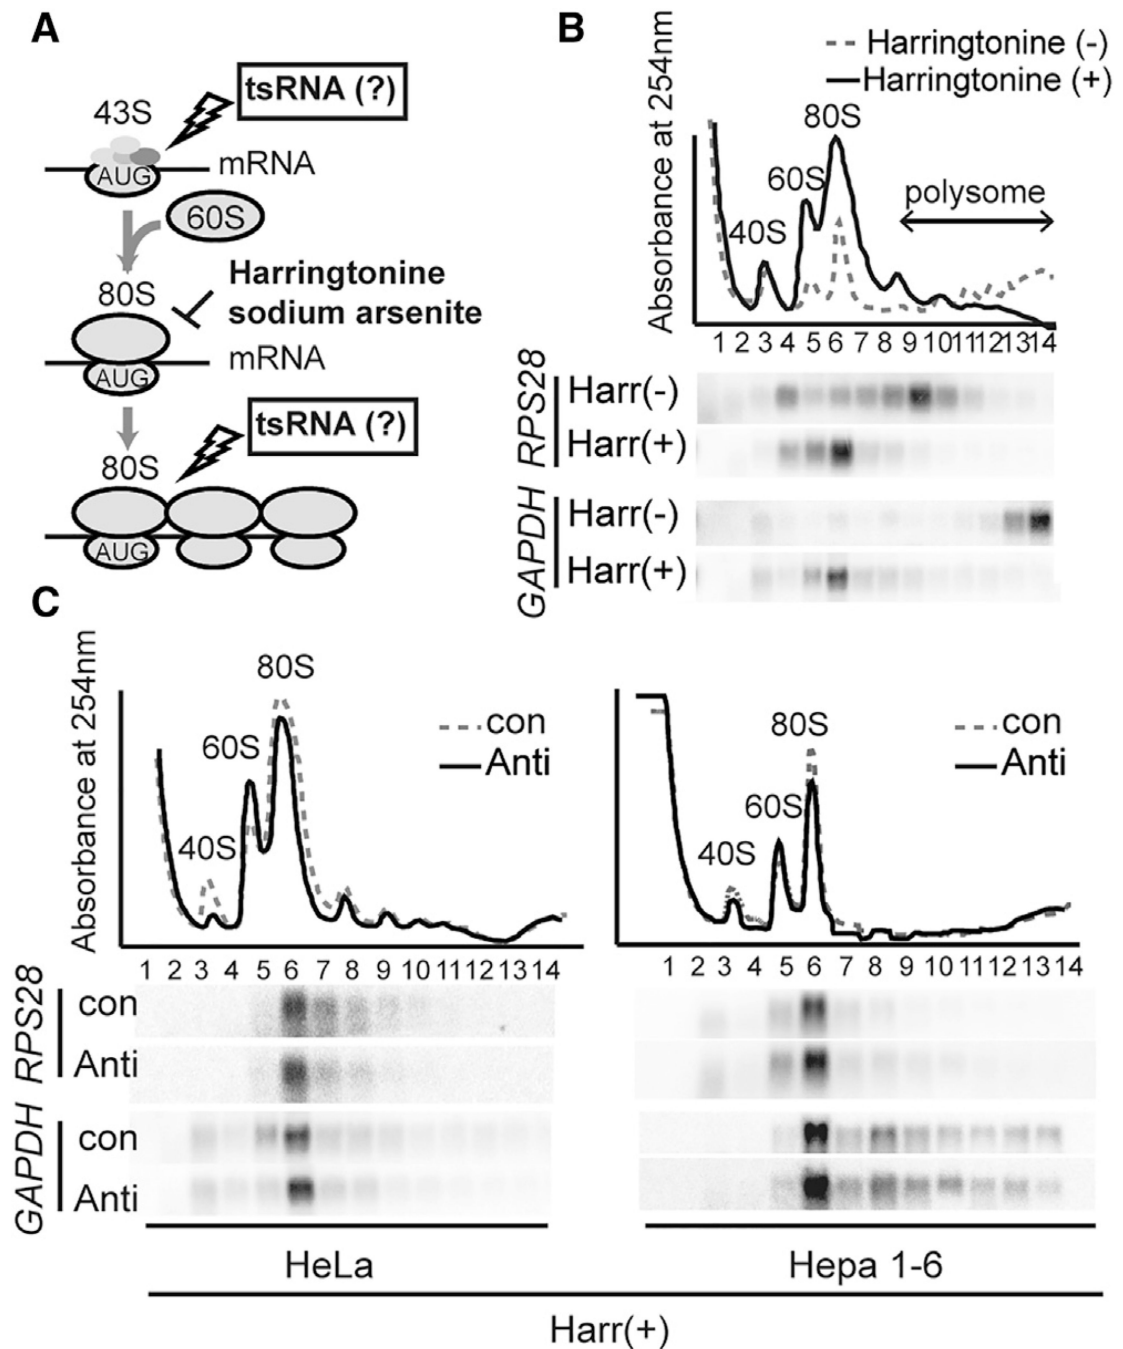 A
tsRNA (?)
43S
AUG
mRNA
60S
80S
Harringtonine
sodium arsenite
AUG
mRNA
80S
tsRNA (?)
AUG
B
Harringtonine (-)
Harringtonine (+)
Absorbance at 254nm
80S
60S
40S
polysome
1 2 3 4 5 6 7 8 9 10 11 12 13 14
RPS28
Harr(-)
Harr(+)
GAPDH
Harr(-)
Harr(+)
C
Absorbance at 254nm
80S
60S
40S
con
Anti
1 2 3 4 5 6 7 8 9 10 11 12 13 14
80S
60S
40S
con
Anti
1 2 3 4 5 6 7 8 9 10 11 12 13 14
RPS28
con
Anti
GAPDH
con
Anti
HeLa
Hepa 1-6
Harr(+)